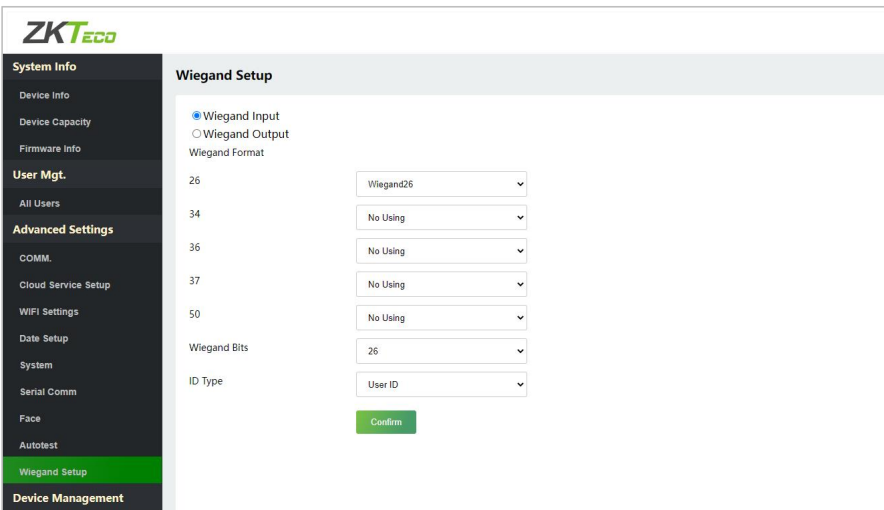 ZKTECO
System Info
Device Info
Device Capacity
Firmware Info
User Mgt.
All Users
Advanced Settings
COMM.
Cloud Service Setup
WIFI Settings
Date Setup
System
Serial Comm
Face
Autotest
Wiegand Setup
Device Management
Wiegand Setup
Wiegand Input
Wiegand Output
Wiegand Format
26 Wiegand26
34 No Using
36 No Using
37 No Using
50 No Using
Wiegand Bits 26
ID Type User ID
Confirm